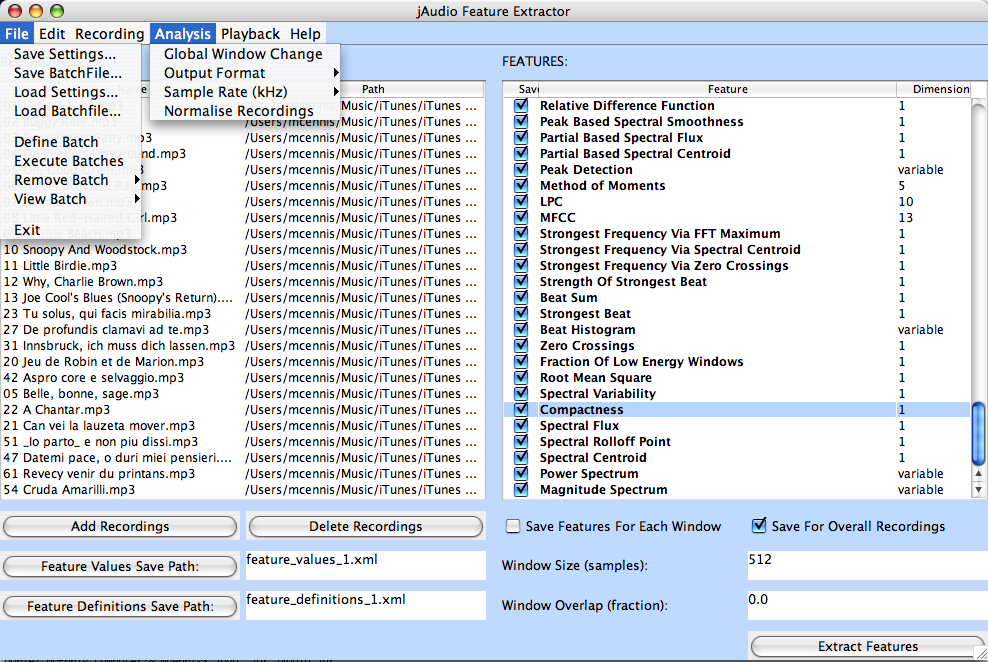 jAudio Feature Extractor
File Edit Recording Analysis Playback Help
Save Settings...
Save BatchFile...
Load Settings...
Load Batchfile...
Define Batch
Execute Batches
Remove Batch
View Batch
Exit
Global Window Change
Output Format
Sample Rate (kHz)
Normalise Recordings
Path
/Users/mcennis/Music/iTunes/iTunes ...
/Users/mcennis/Music/iTunes/iTunes ...
.mp3 /Users/mcennis/Music/iTunes/iTunes ...
.mp3 /Users/mcennis/Music/iTunes/iTunes ...
/Users/mcennis/Music/iTunes/iTunes ...
mp3 /Users/mcennis/Music/iTunes/iTunes ...
/Users/mcennis/Music/iTunes/iTunes ...
08 Little Red-Haired Girl.mp3 /Users/mcennis/Music/iTunes/iTunes ...
Beach.mp3 /Users/mcennis/Music/iTunes/iTunes ...
10 Snoopy And Woodstock.mp3 /Users/mcennis/Music/iTunes/iTunes ...
11 Little Birdie.mp3 /Users/mcennis/Music/iTunes/iTunes ...
12 Why, Charlie Brown.mp3 /Users/mcennis/Music/iTunes/iTunes ...
13 Joe Cool's Blues (Snoopy's Return).... /Users/mcennis/Music/iTunes/iTunes ...
23 Tu solus, qui facis mirabilia.mp3 /Users/mcennis/Music/iTunes/iTunes ...
27 De profundis clamavi ad te.mp3 /Users/mcennis/Music/iTunes/iTunes ...
31 Innsbruck, ich muss dich lassen.mp3 /Users/mcennis/Music/iTunes/iTunes ...
20 Jeu de Robin et de Marion.mp3 /Users/mcennis/Music/iTunes/iTunes ...
42 Aspro core e selvaggio.mp3 /Users/mcennis/Music/iTunes/iTunes ...
05 Belle, bonne, sage.mp3 /Users/mcennis/Music/iTunes/iTunes ...
22 A Chantar.mp3 /Users/mcennis/Music/iTunes/iTunes ...
21 Can vei la lauzeta mover.mp3 /Users/mcennis/Music/iTunes/iTunes ...
51 _Io parto_ e non piu dissi.mp3 /Users/mcennis/Music/iTunes/iTunes ...
47 Datemi pace, o duri miei pensieri.... /Users/mcennis/Music/iTunes/iTunes ...
61 Revecy venir du printans.mp3 /Users/mcennis/Music/iTunes/iTunes ...
54 Cruda Amarilli.mp3 /Users/mcennis/Music/iTunes/iTunes ...
Add Recordings Delete Recordings
Feature Values Save Path: feature_values_1.xml
Feature Definitions Save Path: feature_definitions_1.xml
FEATURES:
Save Feature Dimension
Relative Difference Function 1
Peak Based Spectral Smoothness 1
Partial Based Spectral Flux 1
Partial Based Spectral Centroid 1
Peak Detection variable
Method of Moments 5
LPC 10
MFCC 13
Strongest Frequency Via FFT Maximum 1
Strongest Frequency Via Spectral Centroid 1
Strongest Frequency Via Zero Crossings 1
Strength Of Strongest Beat 1
Beat Sum 1
Strongest Beat 1
Beat Histogram variable
Zero Crossings 1
Fraction Of Low Energy Windows 1
Root Mean Square 1
Spectral Variability 1
Compactness 1
Spectral Flux 1
Spectral Rolloff Point 1
Spectral Centroid 1
Power Spectrum variable
Magnitude Spectrum variable
Save Features For Each Window Save For Overall Recordings
Window Size (samples): 512
Window Overlap (fraction): 0.0
Extract Features